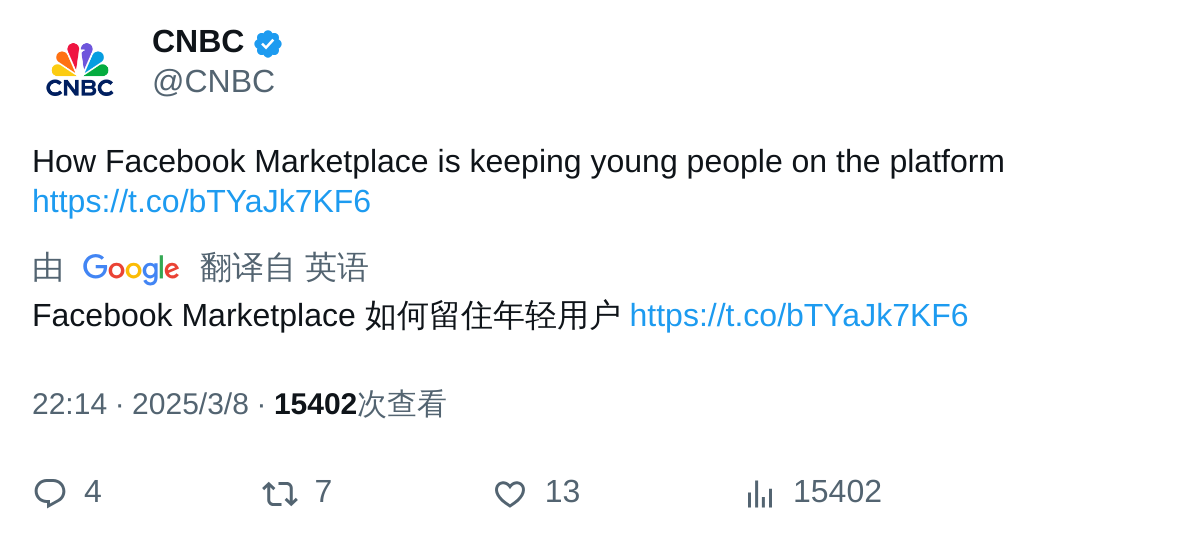 CNBC
CNBC
@CNBC
How Facebook Marketplace is keeping young people on the platform
https://t.co/bTYaJk7KF6
由 Google 翻译自 英语
Facebook Marketplace 如何留住年轻用户 https://t.co/bTYaJk7KF6
22:14 · 2025/3/8 · 15402次查看
4 7 13 15402